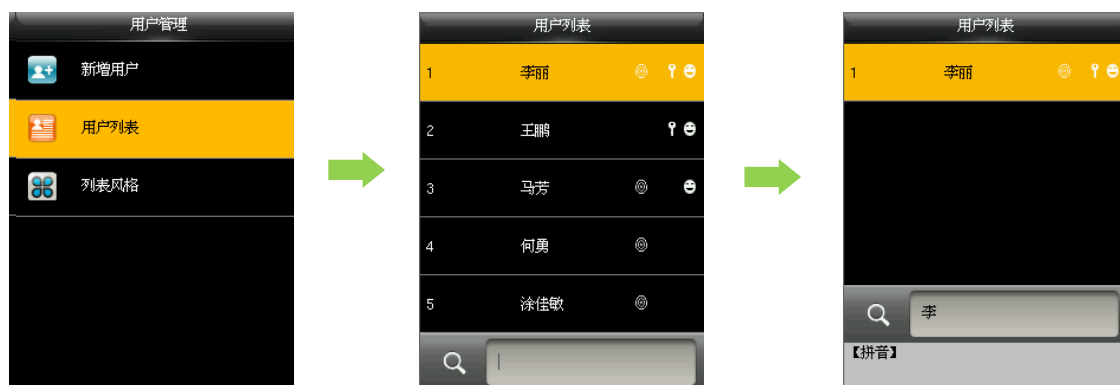 用户管理
新增用户
用户列表
列表风格
用户列表
1 李丽
2 王鹏
3 马芳
4 何勇
5 涂佳敏
用户列表
1 李丽
李
【拼音】